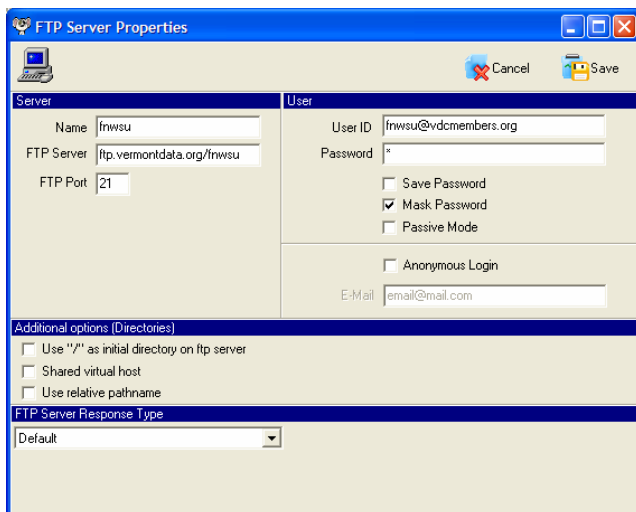 FTP Server Properties
Cancel
Save
Server
Name fnwsu
FTP Server ftp.vermontdata.org/fnwsu
FTP Port 21
User
User ID fnwsu@vdcmembers.org
Password *
Save Password
Mask Password
Passive Mode
Anonymous Login
E-Mail email@mail.com
Additional options (Directories)
Use "/" as initial directory on ftp server
Shared virtual host
Use relative pathname
FTP Server Response Type
Default